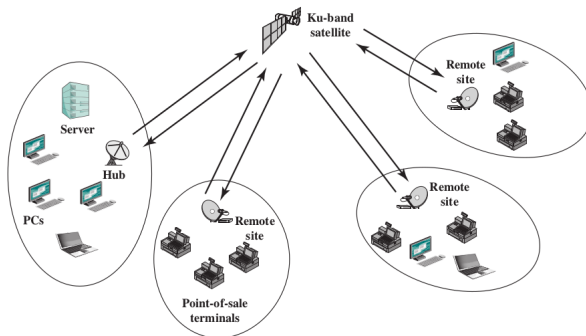 Ku-band
satellite
Remote
site
Server
Hub
PCs
Remote
site
Remote
site
Point-of-sale
terminals